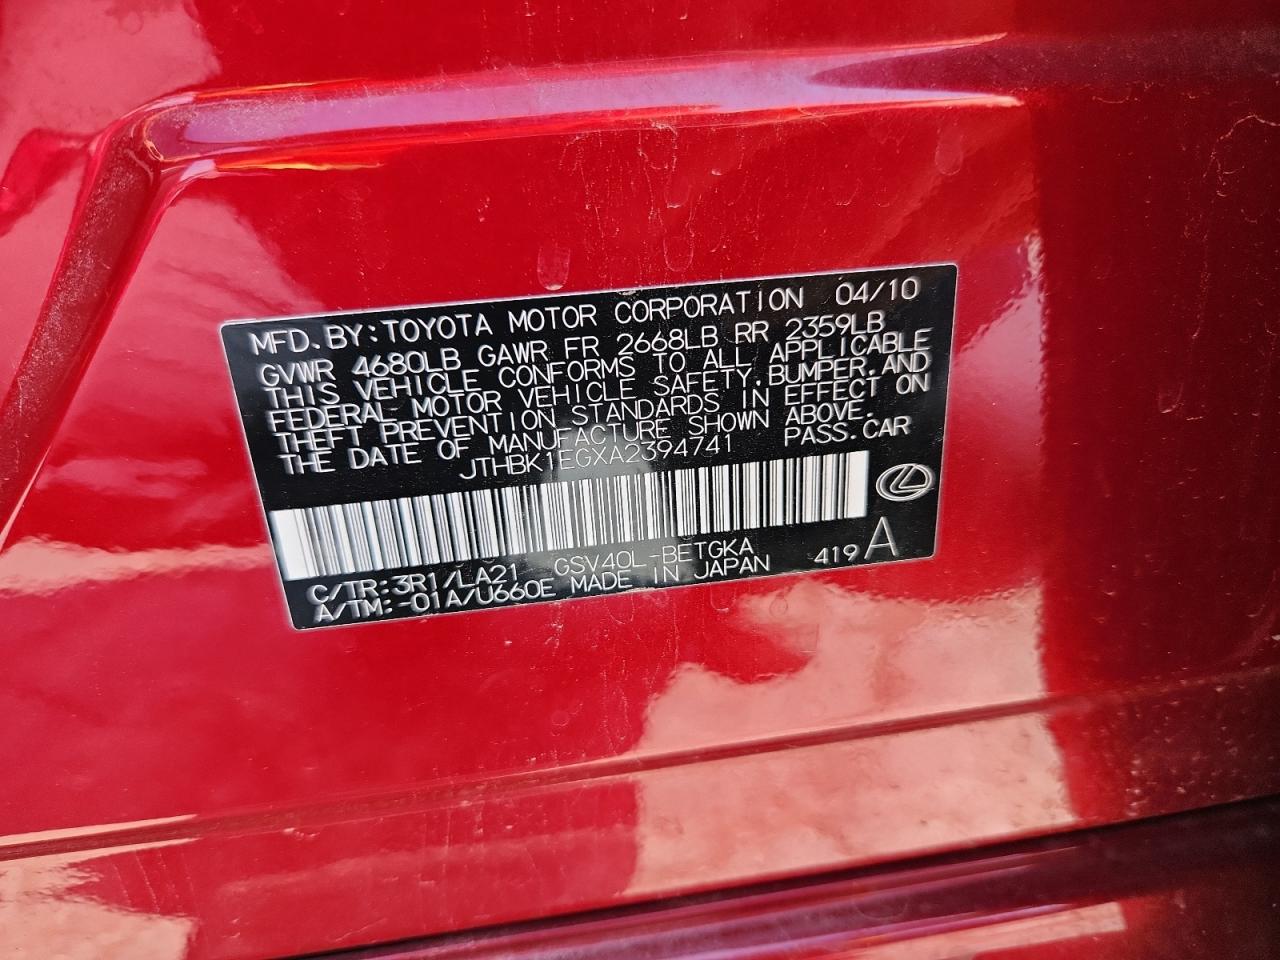 MFD. BY: TOYOTA MOTOR CORPORATION 04/10
GVWR 4680LB GAWR FR 2668LB RR 2359LB
THIS VEHICLE CONFORMS TO ALL APPLICABLE
FEDERAL MOTOR VEHICLE SAFETY, BUMPER, AND
THEFT PREVENTION STANDARDS IN EFFECT ON
THE DATE OF MANUFACTURE SHOWN ABOVE.
JTHBK1EGXA2394741 PASS. CAR
C/TR: 3R1/LA21 GSV40L-BETGKA
A/TM: -01A/U660E MADE IN JAPAN 419 A